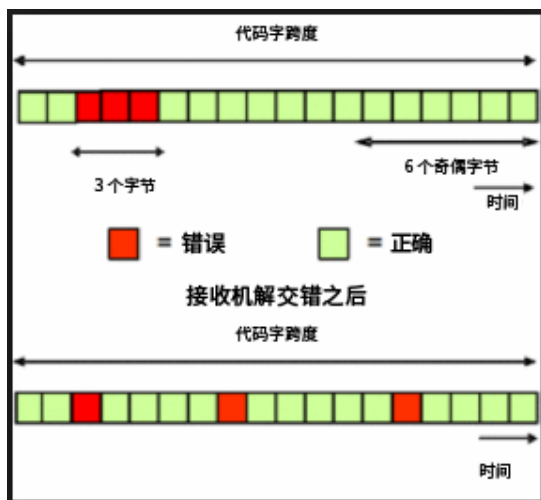 代码字跨度
3 个字节
6 个奇偶字节
时间
= 错误
= 正确
接收机解交错之后
代码字跨度
时间